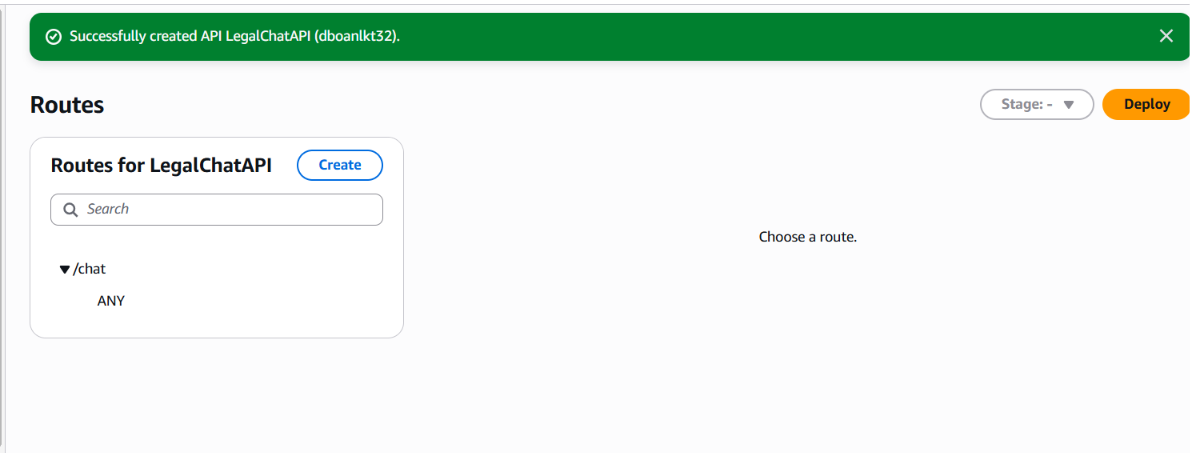 Successfully created API LegalChatAPI (dboanlkt32).
Routes
Stage: -
Deploy
Routes for LegalChatAPI
Create
Search
Choose a route.
/chat
ANY